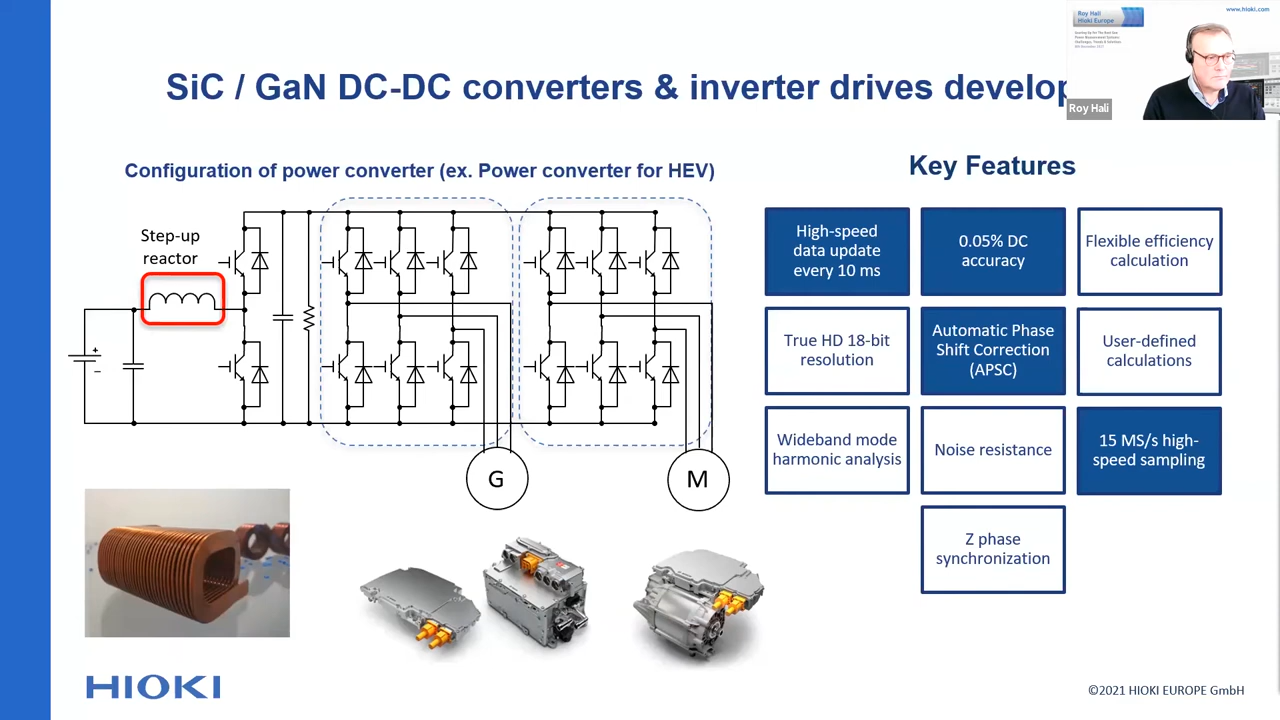 Roy Hali
Hioki Europe
www.hioki.com
Roy Hali
SiC / GaN DC-DC converters & inverter drives develop
Configuration of power converter (ex. Power converter for HEV)
Step-up
reactor
+
−
G
M
Key Features
High-speed
data update
every 10 ms
0.05% DC
accuracy
Flexible efficiency
calculation
True HD 18-bit
resolution
Automatic Phase
Shift Correction
(APSC)
User-defined
calculations
Wideband mode
harmonic analysis
Noise resistance
15 MS/s high-
speed sampling
Z phase
synchronization
HIOKI
©2021 HIOKI EUROPE GmbH